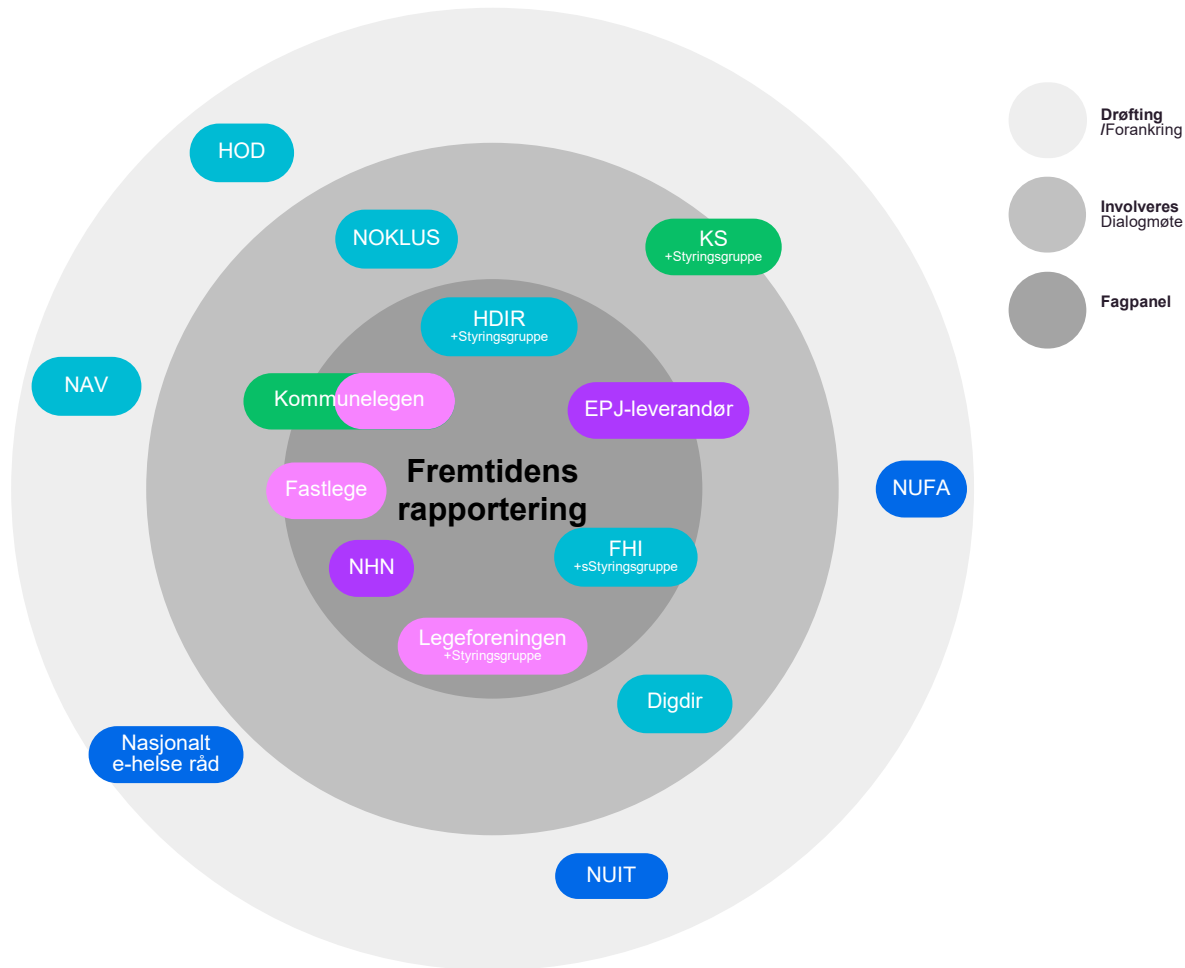 HOD
NOKLUS
KS
+Styringsgruppe
HDIR
+Styringsgruppe
NAV
Kommunelegen
EPJ-leverandør
Fremtidens
rapportering
Fastlege
NUFA
NHN
FHI
+sStyringsgruppe
Legeforeningen
+Styringsgruppe
Digdir
Nasjonalt
e-helse råd
NUIT
Drøfting
/Forankring
Involveres
Dialogmøte
Fagpanel